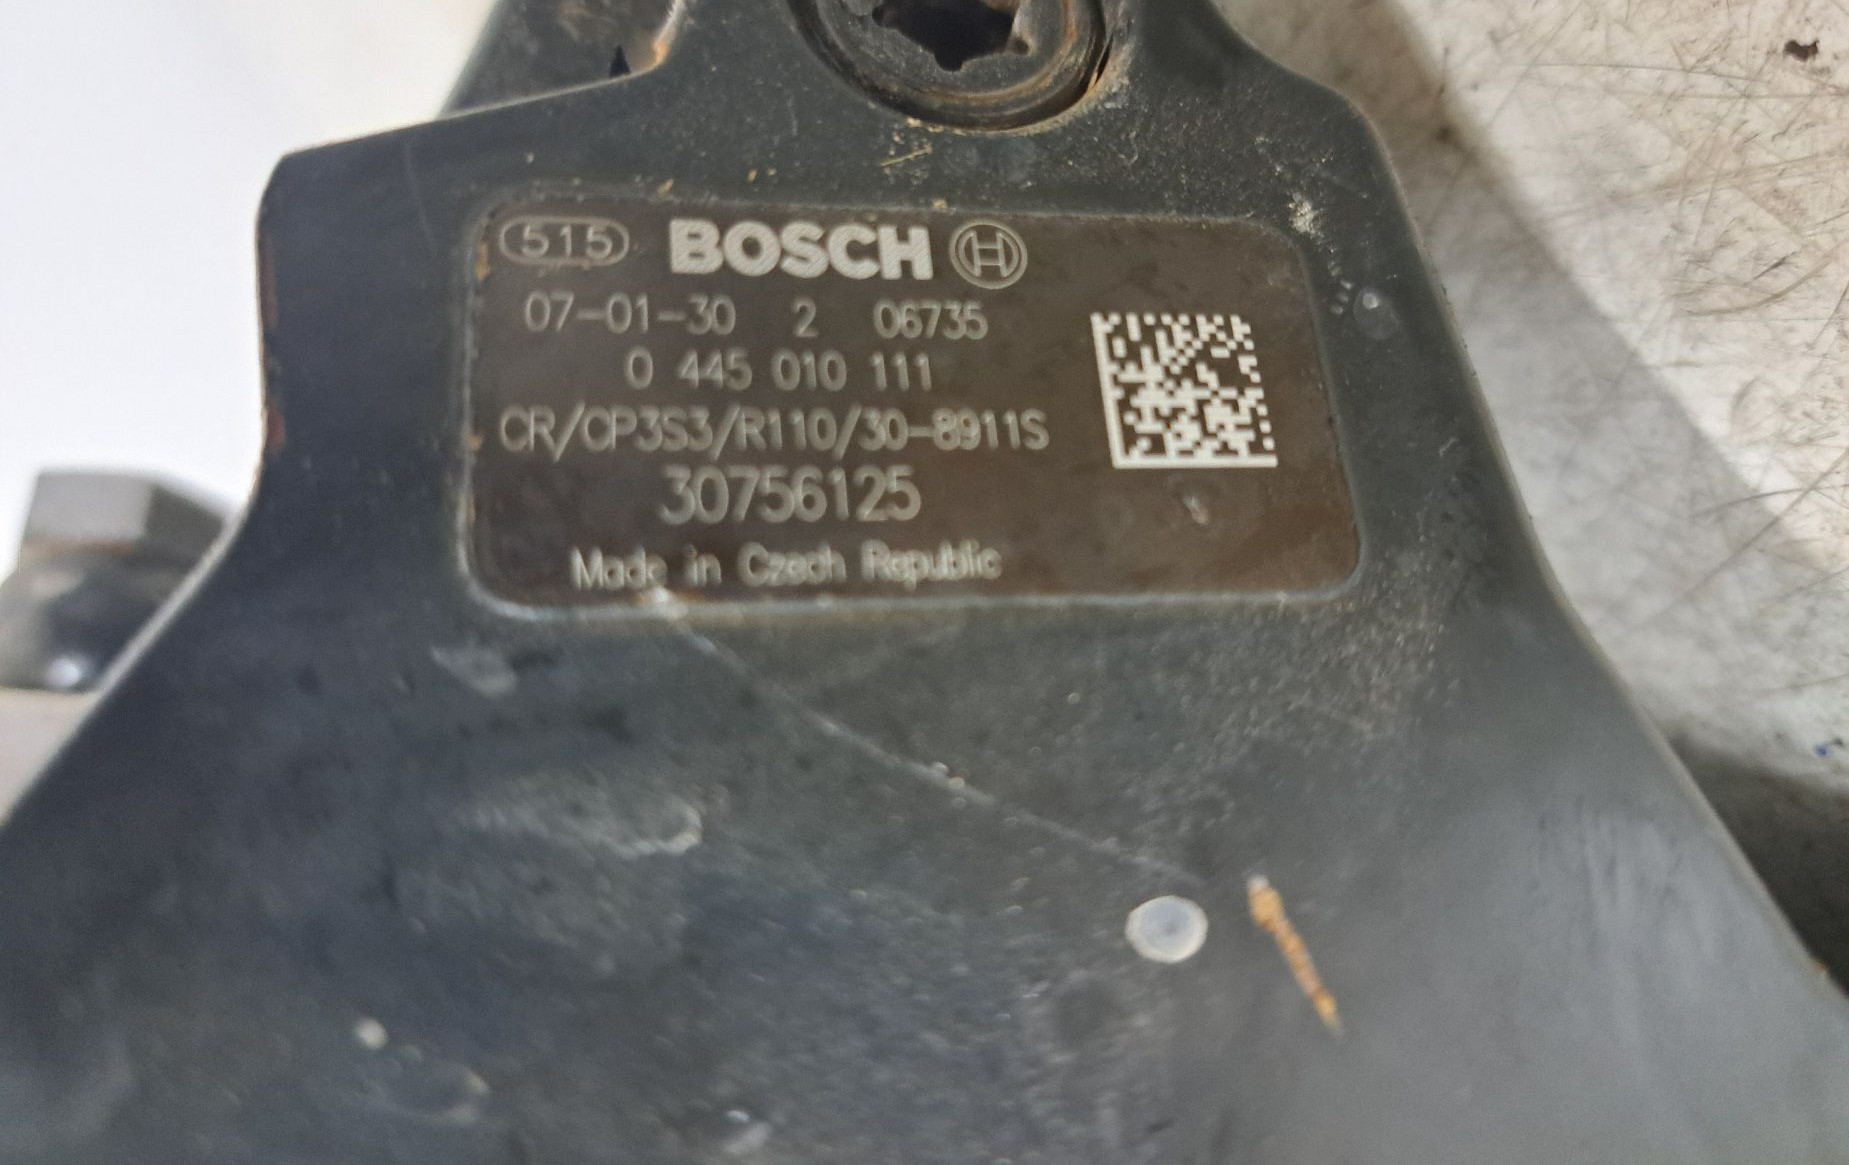 515 BOSCH
07-01-30 2 06735
0 445 010 111
CR/CP3S3/R110/30-8911S
30756125
Made in Czech Republic